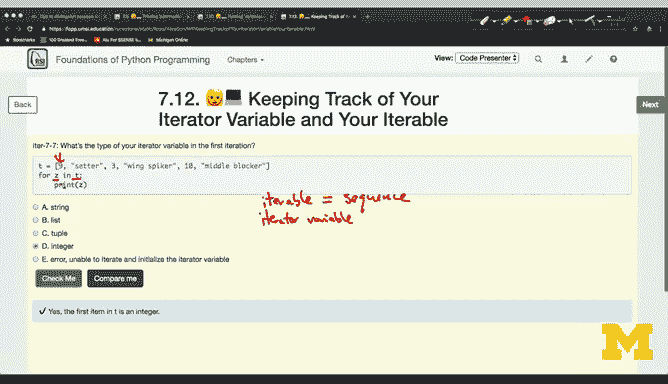 Foundations of Python Programming
Chapters
View: Code Presenter
Back
7.12. Keeping Track of Your
Iterator Variable and Your Iterable
Next
iter-7-7: What's the type of your iterator variable in the first iteration?
t = [9, "setter", 3, "wing spiker", 10, "middle blocker"]
for z in t:
print(z)
iterable = sequence
iterator variable
A. string
B. list
C. tuple
D. integer
E. error, unable to iterate and initialize the iterator variable
Check Me
Compare me
✔ Yes, the first item in t is an integer.
M